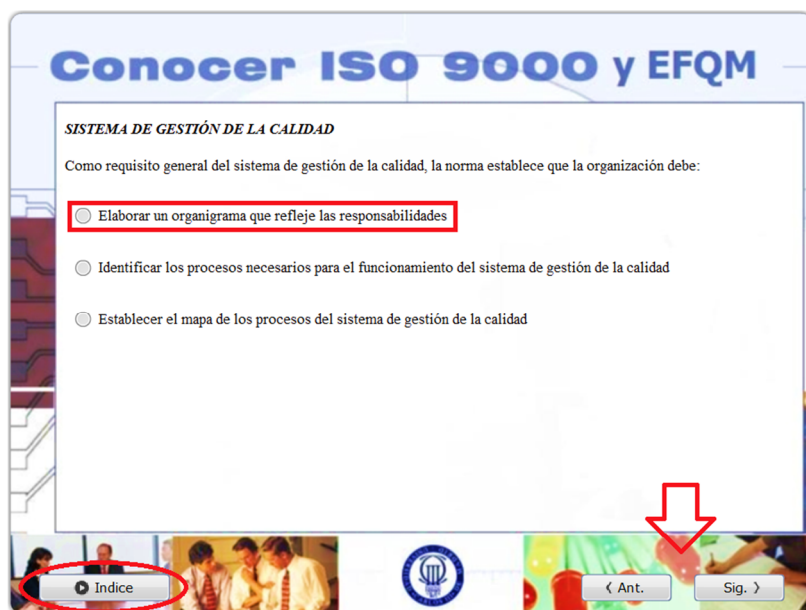 Conocer ISO 9000 y EFQM
SISTEMA DE GESTIÓN DE LA CALIDAD
Como requisito general del sistema de gestión de la calidad, la norma establece que la organización debe:
Elaborar un organigrama que refleje las responsabilidades
Identificar los procesos necesarios para el funcionamiento del sistema de gestión de la calidad
Establecer el mapa de los procesos del sistema de gestión de la calidad
Indice
Ant.
Sig.